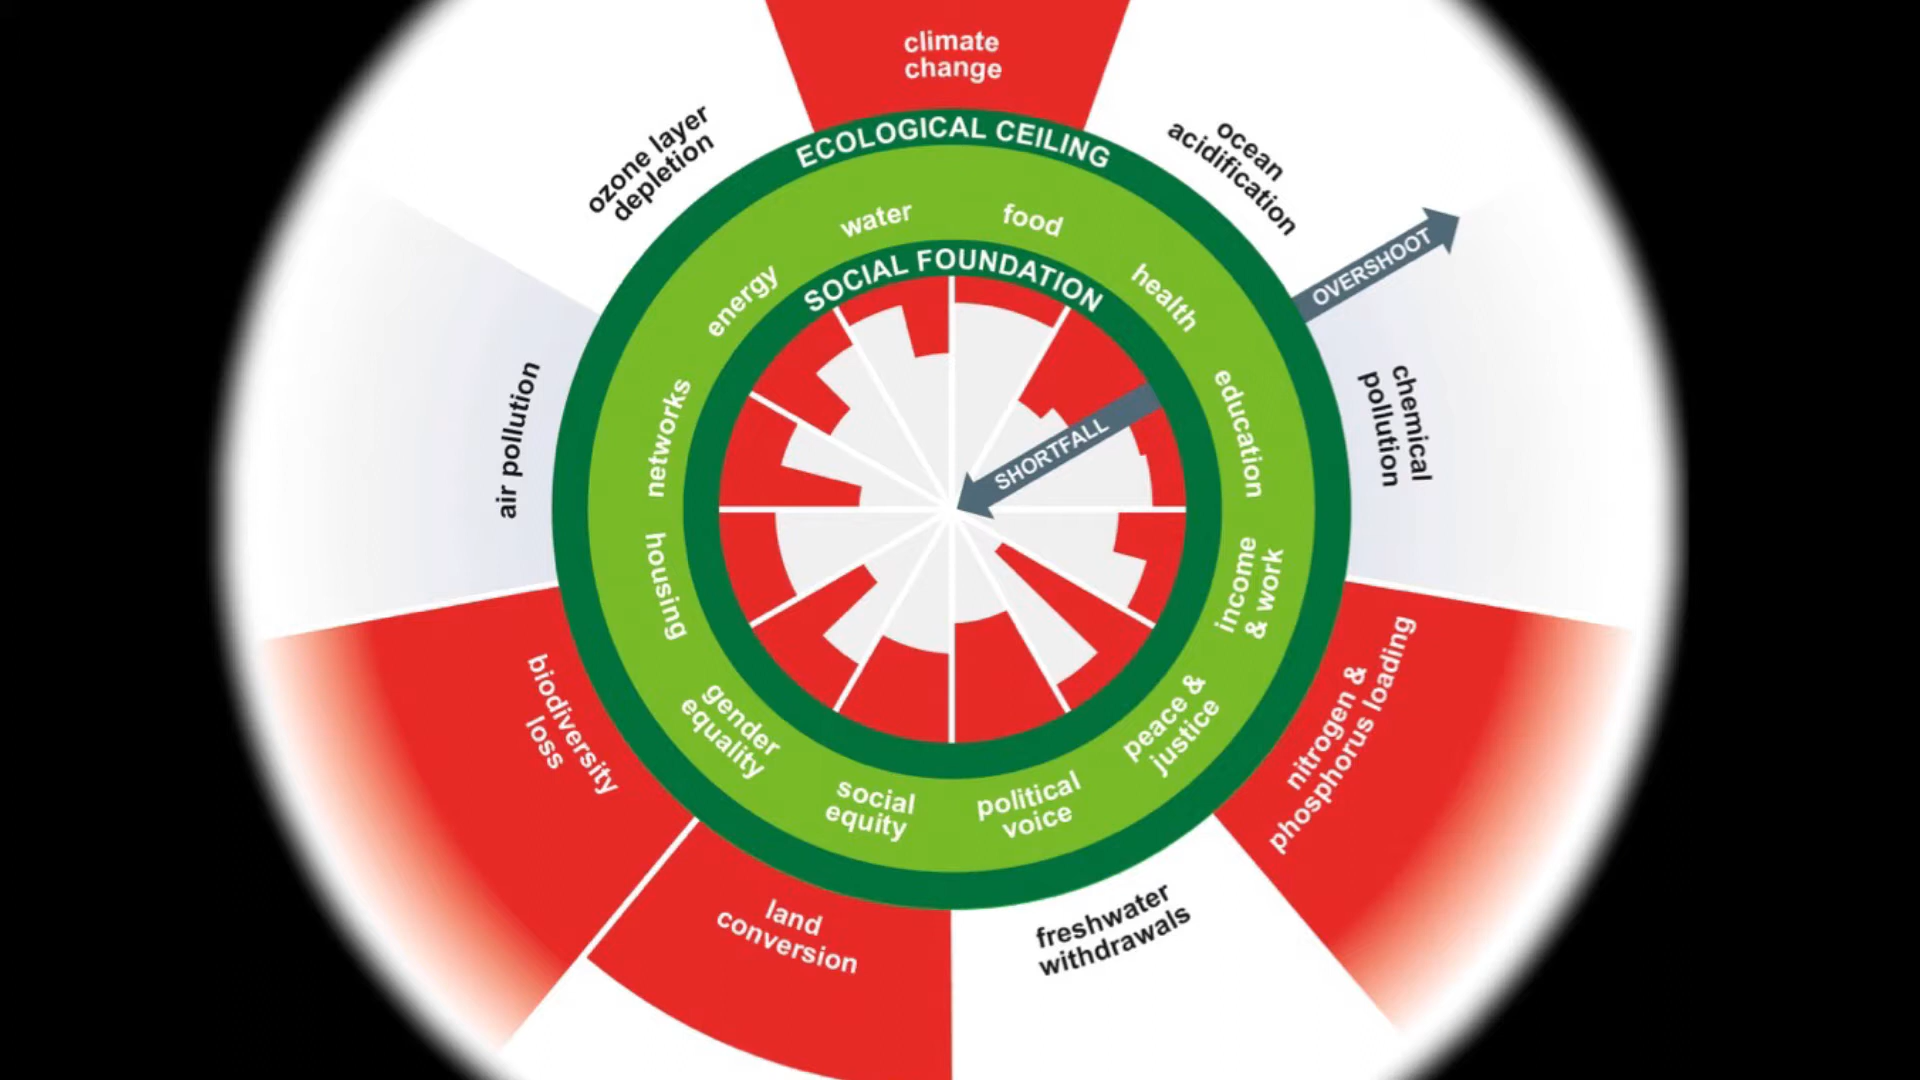 climate
change
ocean
acidification
OVERSHOOT
chemical
pollution
nitrogen &
phosphorus loading
freshwater
withdrawals
land
conversion
biodiversity
loss
air pollution
ozone layer
depletion
ECOLOGICAL CEILING
water
food
health
education
income
& work
peace &
justice
political
voice
social
equity
gender
equality
housing
networks
energy
SOCIAL FOUNDATION
SHORTFALL